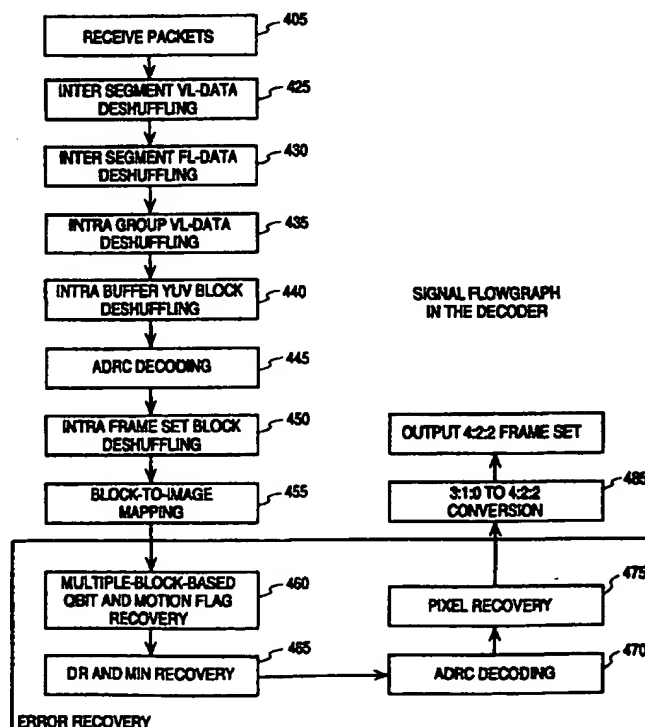 RECEIVE PACKETS
405
INTER SEGMENT VL-DATA
DESHUFFLING
425
INTER SEGMENT FL-DATA
DESHUFFLING
430
INTRA GROUP VL-DATA
DESHUFFLING
435
INTRA BUFFER YUV BLOCK
DESHUFFLING
440
SIGNAL FLOWGRAPH
IN THE DECODER
ADRC DECODING
445
INTRA FRAME SET BLOCK
DESHUFFLING
450
OUTPUT 4:2:2 FRAME SET
BLOCK-TO-IMAGE
MAPPING
455
3:1:0 TO 4:2:2
CONVERSION
485
MULTIPLE-BLOCK-BASED
QBIT AND MOTION FLAG
RECOVERY
460
PIXEL RECOVERY
475
DR AND MIN RECOVERY
465
ADRC DECODING
470
ERROR RECOVERY